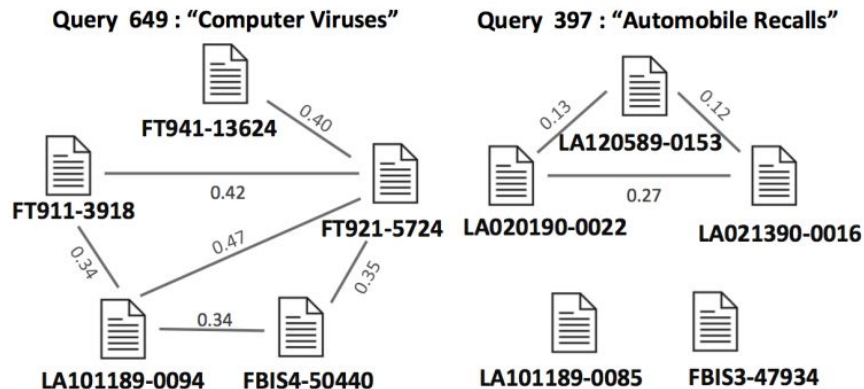 Query 649 : “Computer Viruses”
FT941-13624
0.40
FT911-3918
0.42
FT921-5724
0.34
0.47
0.35
0.34
LA101189-0094
FBIS4-50440
Query 397 : “Automobile Recalls”
0.13
0.12
LA120589-0153
0.27
LA020190-0022
LA021390-0016
LA101189-0085
FBIS3-47934